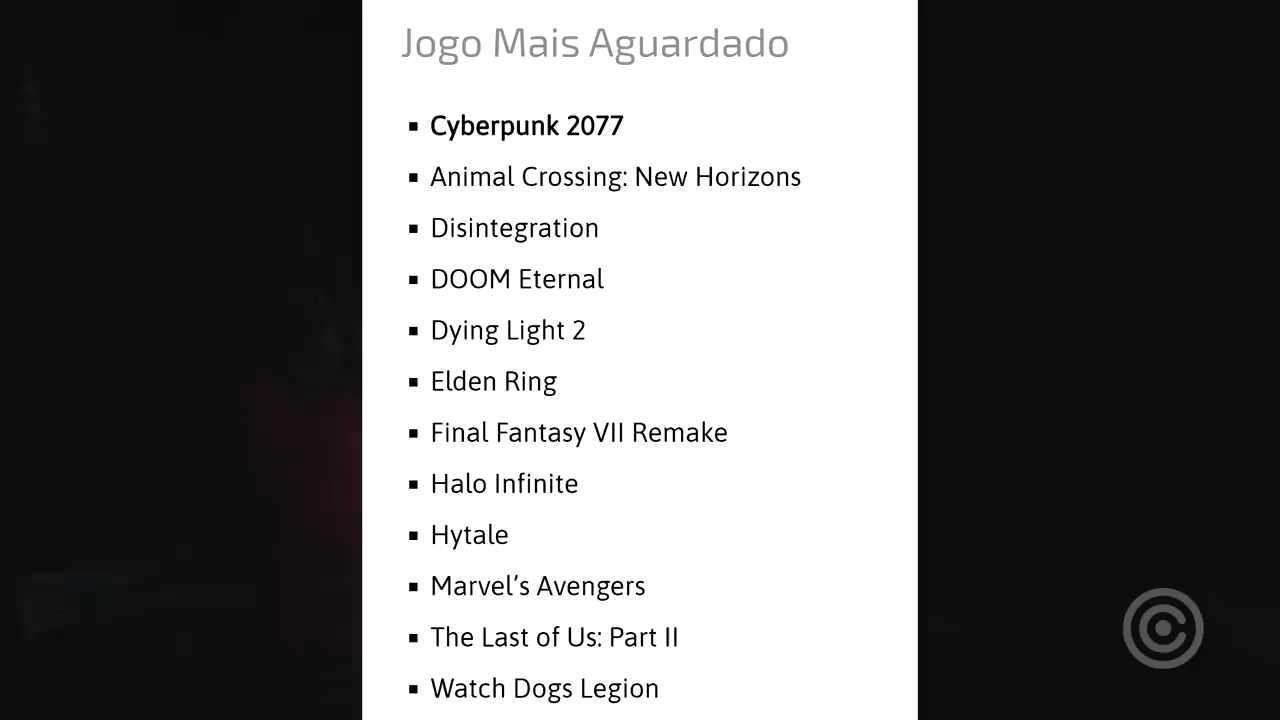 Jogo Mais Aguardado
Cyberpunk 2077
Animal Crossing: New Horizons
Disintegration
DOOM Eternal
Dying Light 2
Elden Ring
Final Fantasy VII Remake
Halo Infinite
Hytale
Marvel’s Avengers
The Last of Us: Part II
Watch Dogs Legion